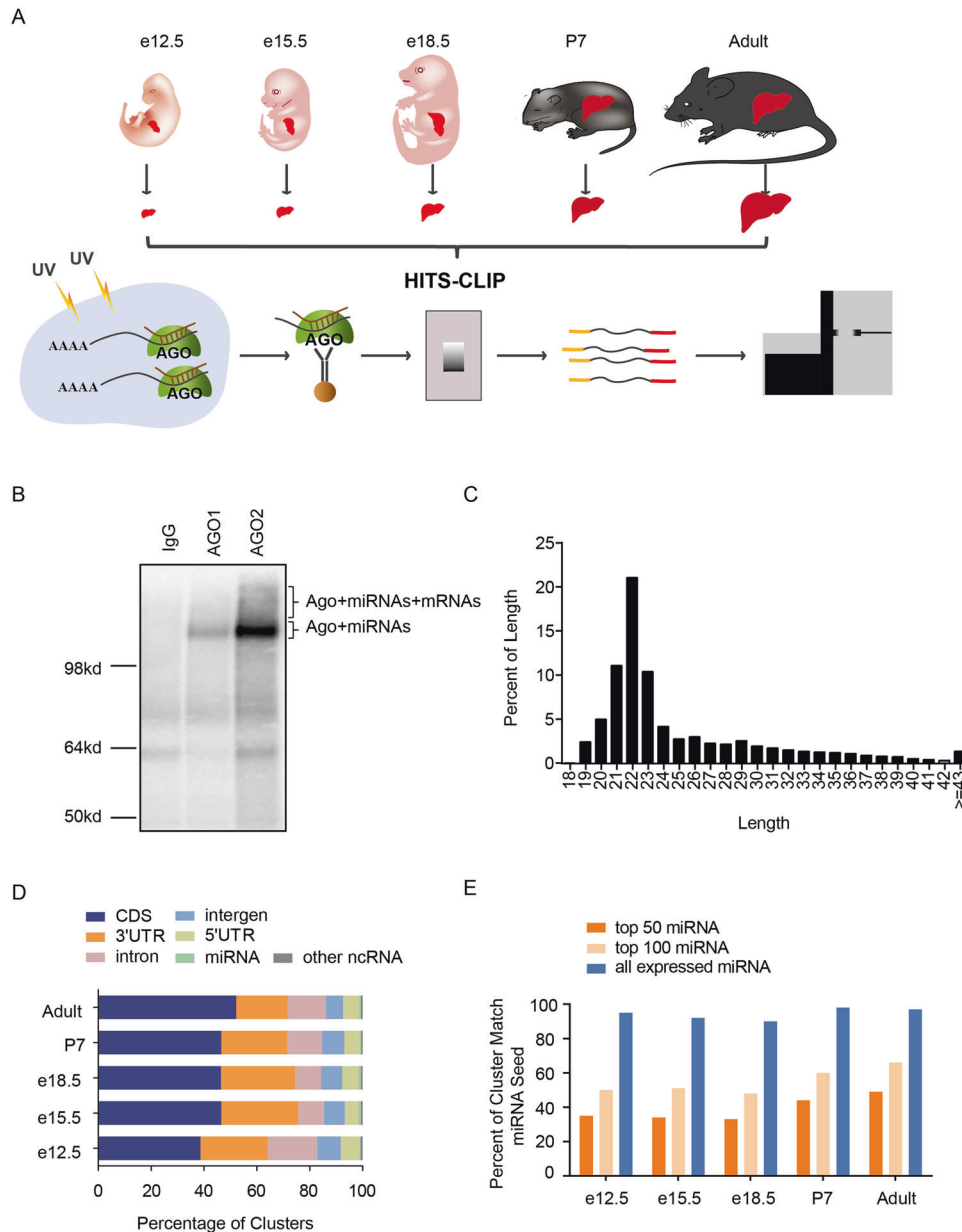 A
e12.5
e15.5
e18.5
P7
Adult
HITS-CLIP
UV
UV
AAAA
AGO
AAAA
AGO
AGO
B
IgG
AGO1
AGO2
Ago+miRNAs+mRNAs
Ago+miRNAs
98kd
64kd
50kd
C
Percent of Length
25
20
15
10
5
0
18
19
20
21
22
23
24
25
26
27
28
29
30
31
32
33
34
35
36
37
38
39
40
41
42
>=43
Length
D
CDS
intergen
3'UTR
5'UTR
intron
miRNA
other ncRNA
Adult
P7
e18.5
e15.5
e12.5
0 20 40 60 80 100
Percentage of Clusters
E
top 50 miRNA
top 100 miRNA
all expressed miRNA
Percent of Cluster Match
miRNA Seed
100
80
60
40
20
0
e12.5 e15.5 e18.5 P7 Adult